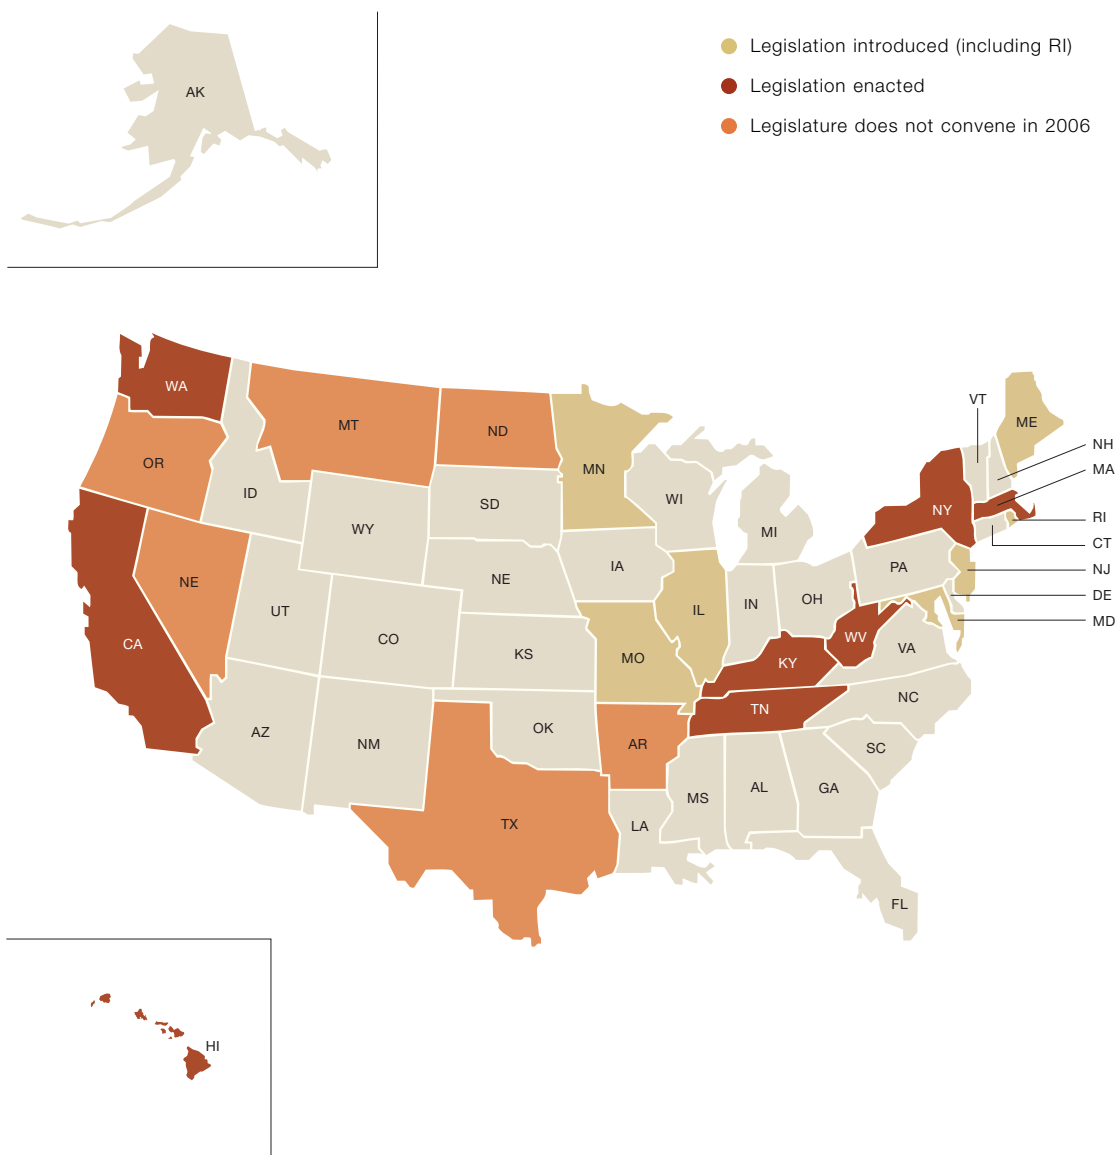 AK
Legislation introduced (including RI)
Legislation enacted
Legislature does not convene in 2006
WA
MT
ND
OR
ID
MN
SD
WI
MI
WY
NE
IA
NE
UT
CO
CA
KS
MO
IL
IN
OH
PA
NY
VT
ME
NH
MA
RI
CT
NJ
DE
MD
WV
VA
KY
TN
NC
SC
AZ
NM
OK
AR
TX
LA
MS
AL
GA
FL
HI